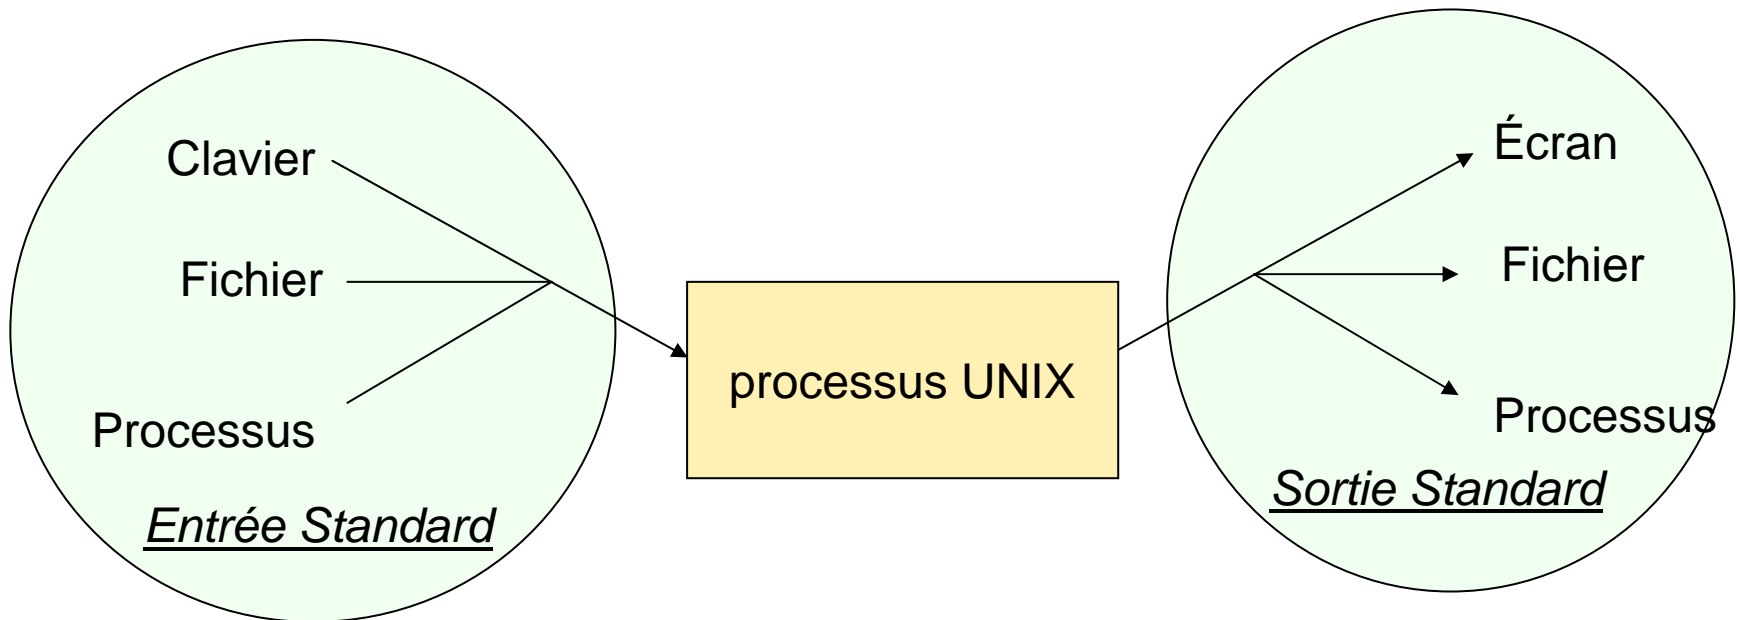 Clavier
Fichier
Processus
Entrée Standard
processus UNIX
Écran
Fichier
Processus
Sortie Standard